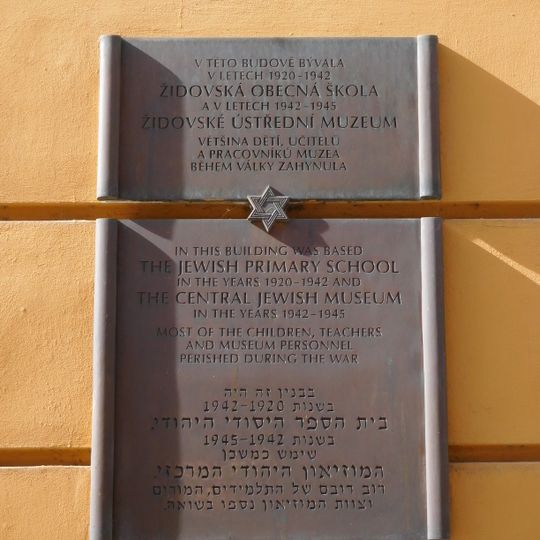 V TÉTO BUDOVĚ BÝVALA
V LETECH 1920-1942
ŽIDOVSKÁ OBECNÁ ŠKOLA
A V LETECH 1942-1945
ŽIDOVSKÉ ÚSTŘEDNÍ MUZEUM
VĚTŠINA DĚTÍ, UČITELŮ
A PRACOVNÍKŮ MUZEA
BĚHEM VÁLKY ZAHYNULA
IN THIS BUILDING WAS BASED
THE JEWISH PRIMARY SCHOOL
IN THE YEARS 1920-1942 AND
THE CENTRAL JEWISH MUSEUM
IN THE YEARS 1942-1945
MOST OF THE CHILDREN, TEACHERS
AND MUSEUM PERSONNEL
PERISHED DURING THE WAR
בבנין זה היה
בשנות 1942-1920
בית הספר היסודי היהודי.
בשנות 1945-1942
שימש כמשכן
המוזיאון היהודי המרכזי.
רוב רובם של התלמידים, המורים
וצוות המוזיאון נספו בשואה.